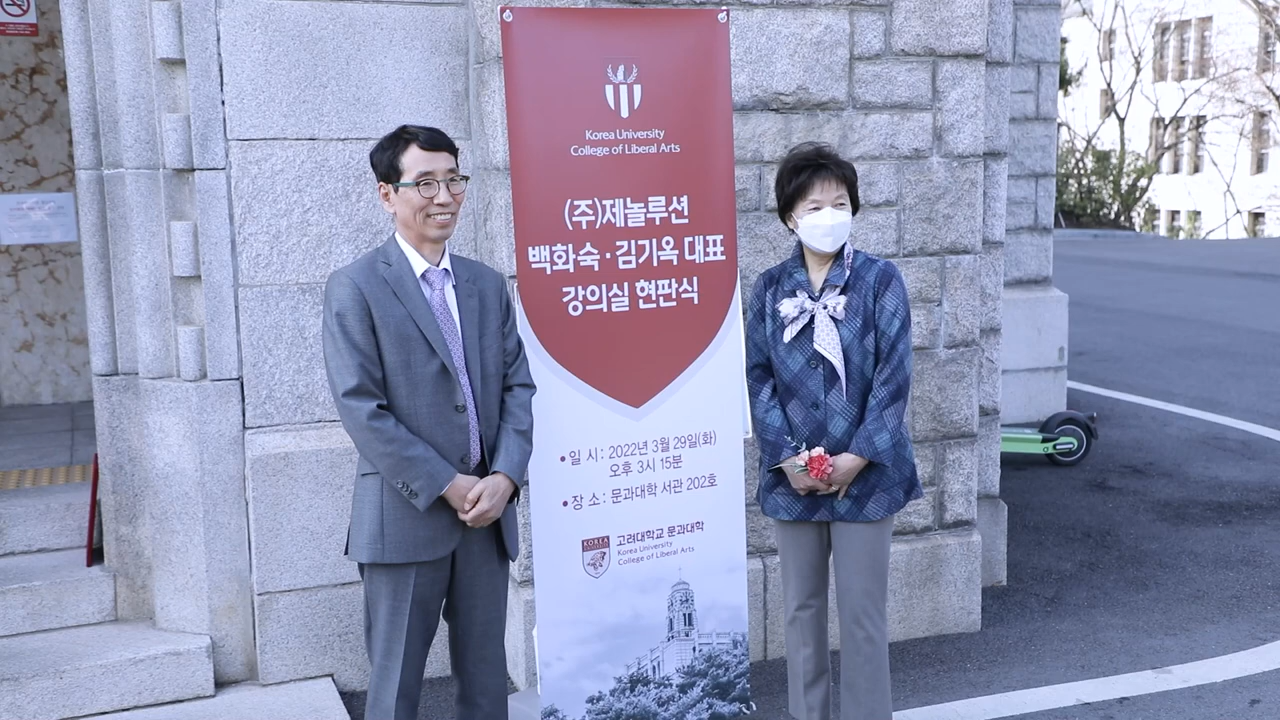 Korea University
College of Liberal Arts
(주)제놀루션
백화숙·김기옥 대표
강의실 현판식
•일 시 : 2022년 3월 29일(화)
오후 3시 15분
•장 소 : 문과대학 서관 202호
KOREA
고려대학교 문과대학
Korea University
College of Liberal Arts